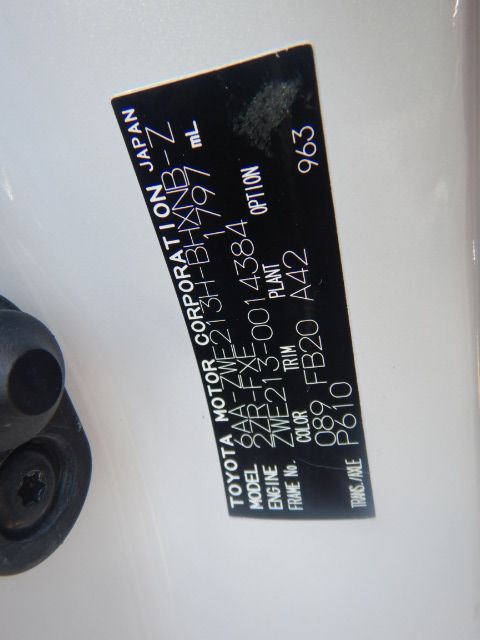 TOYOTA MOTOR CORPORATION JAPAN
MODEL 6AA-ZWE213H-BHXNB-Z
ENGINE 2ZR-FXE 1797 mL
FRAME No. ZWE213-0014384
COLOR TRIM PLANT OPTION
089 FB20 A42 963
TRANS./AXLE P610